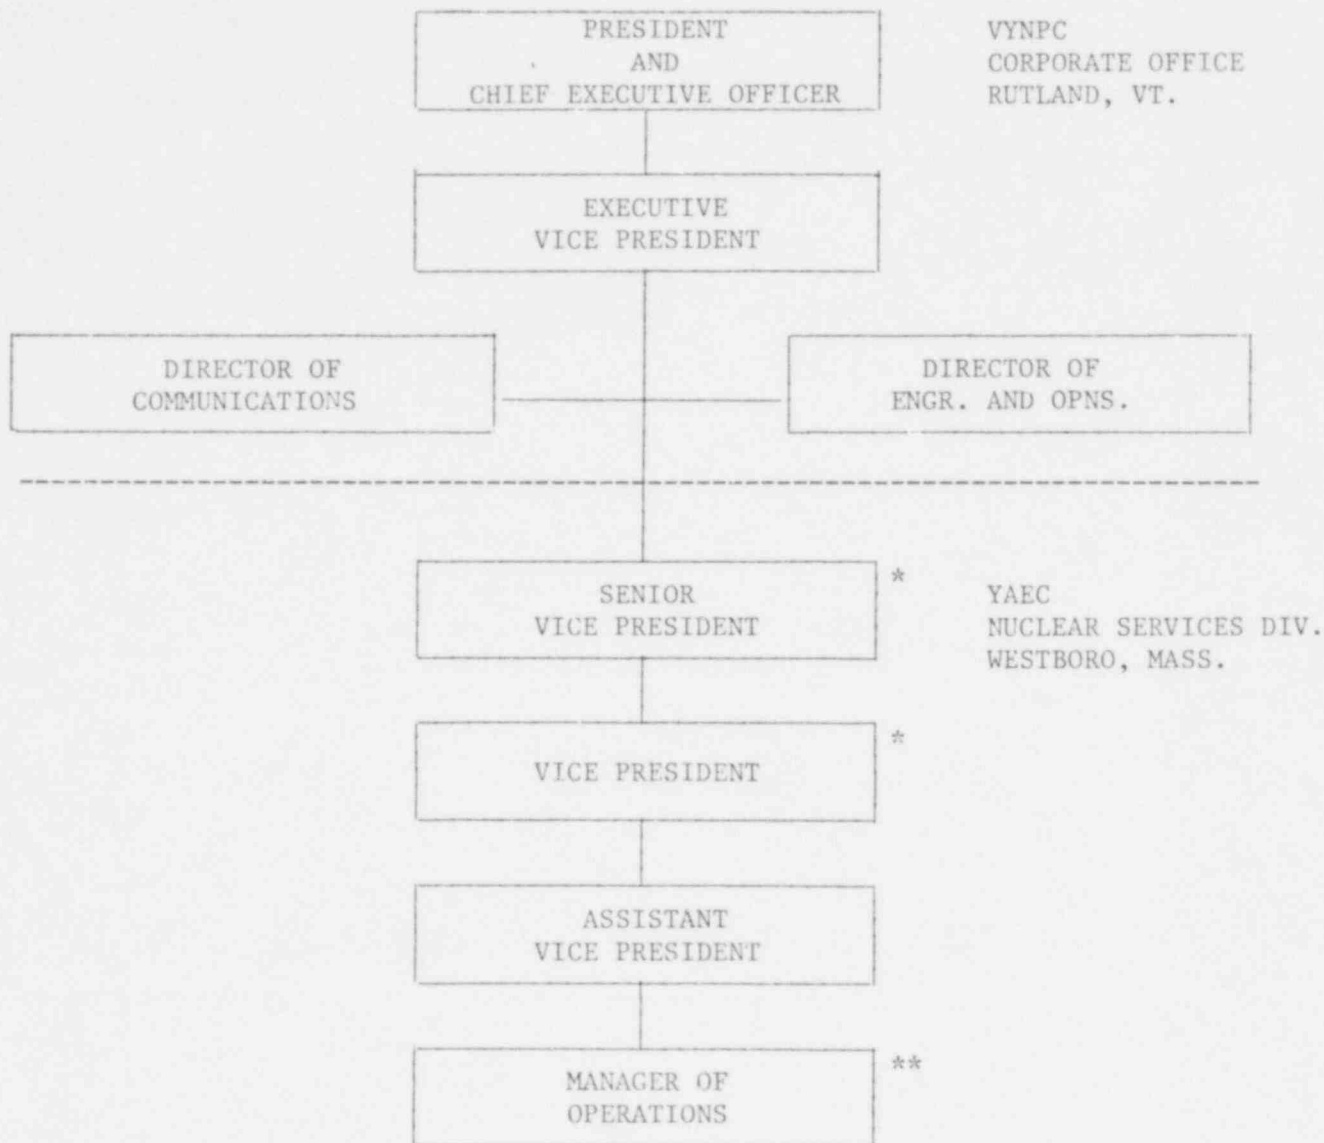 PRESIDENT
AND
CHIEF EXECUTIVE OFFICER
VYNPC
CORPORATE OFFICE
RUTLAND, VT.
EXECUTIVE
VICE PRESIDENT
DIRECTOR OF
COMMUNICATIONS
DIRECTOR OF
ENGR. AND OPNS.
SENIOR
VICE PRESIDENT
*
YAEC
NUCLEAR SERVICES DIV.
WESTBORO, MASS.
VICE PRESIDENT
*
ASSISTANT
VICE PRESIDENT
MANAGER OF
OPERATIONS
**